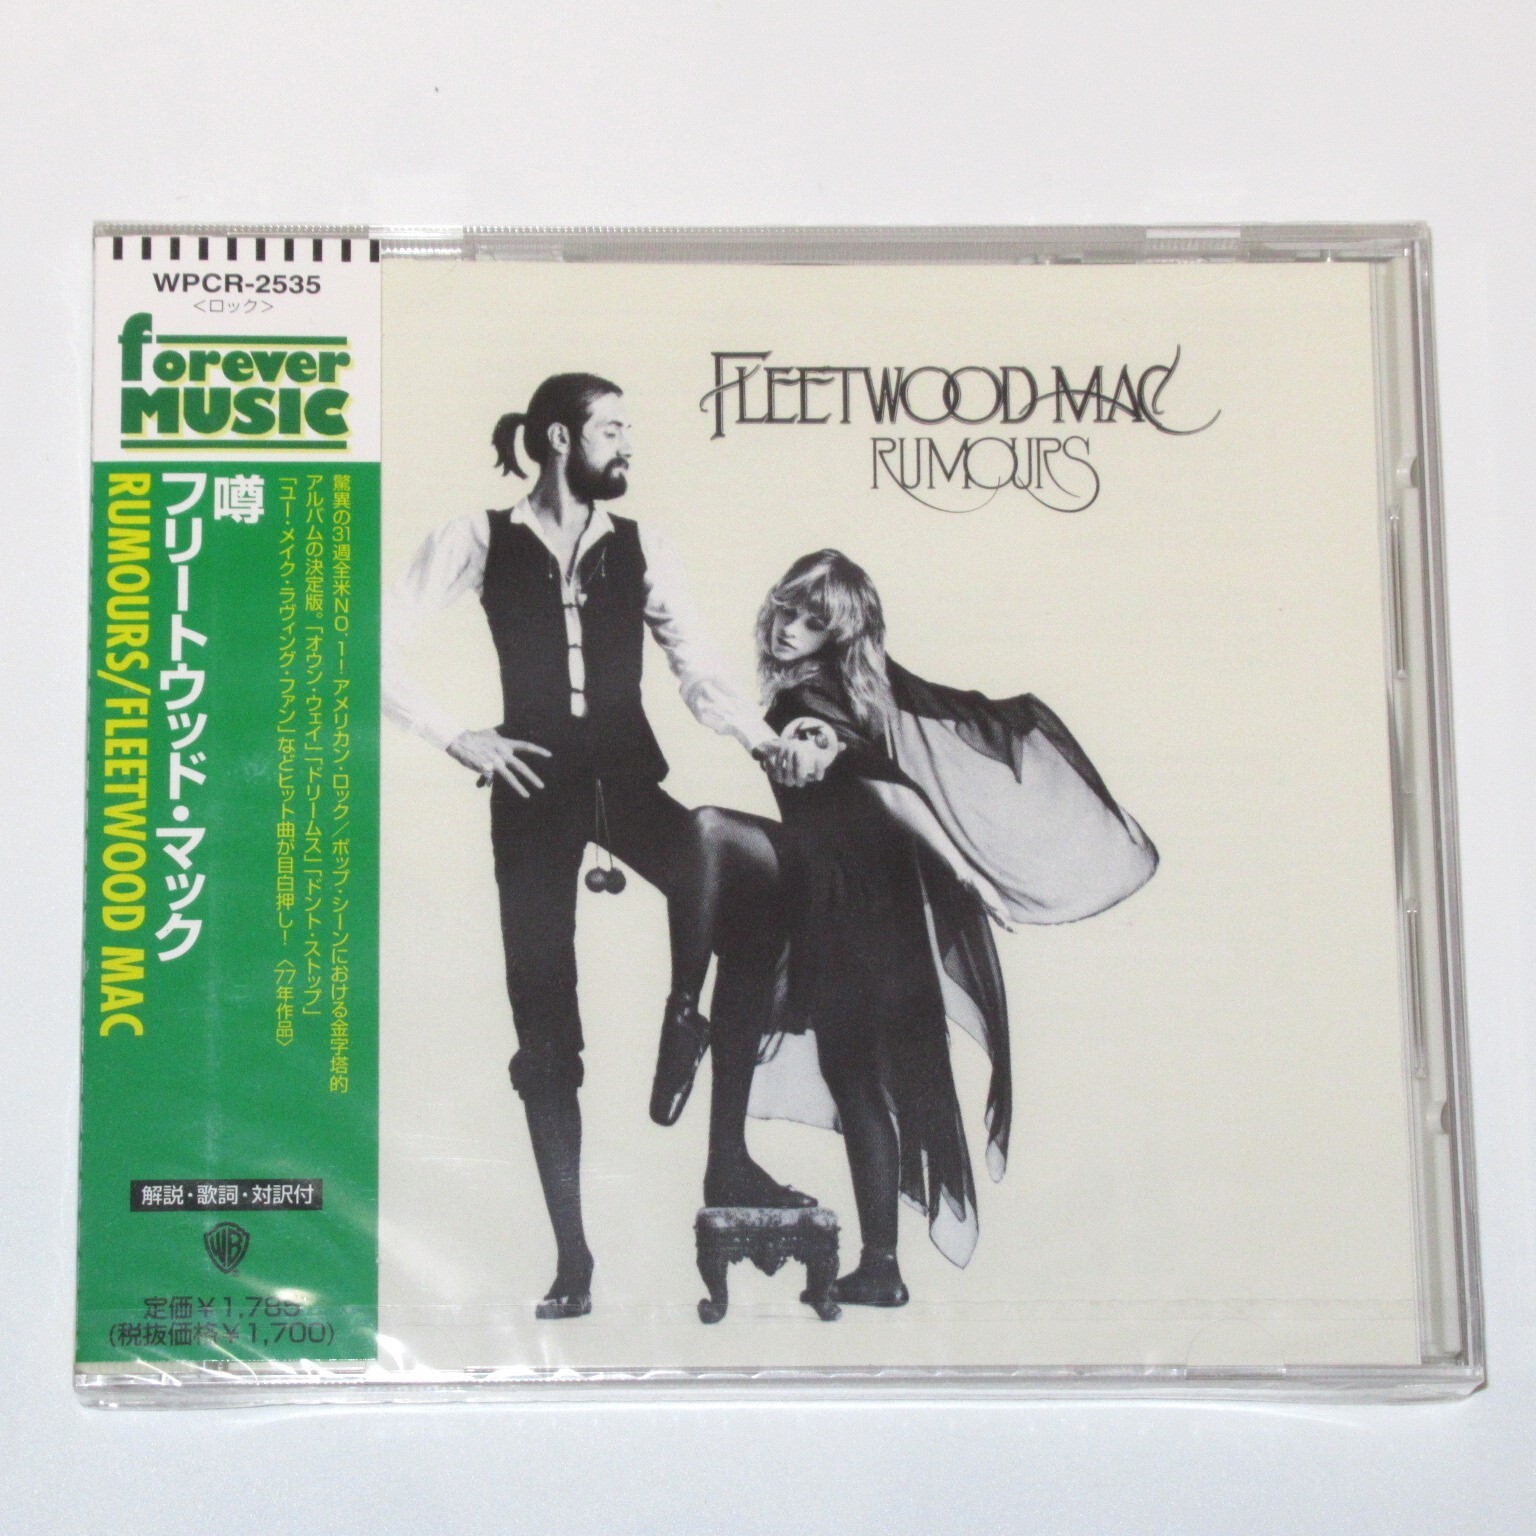 WPCR-2535
<ロック>
forever
MUSIC
驚異の31週全米NO.1!アメリカン・ロック/ポップ・シーンにおける金字塔的
アルバムの決定版。「オウン・ウェイ」「ドリームス」「ドント・ストップ」
「ユー・メイク・ラヴィング・ファン」などヒット曲が目白押し!〈77年作品〉
噂
フリートウッド・マック
RUMOURS/FLEETWOOD MAC
解説・歌詞・対訳付
WB
定価￥1,785
(税抜価格￥1,700)
FLEETWOOD MAC
RUMOURS